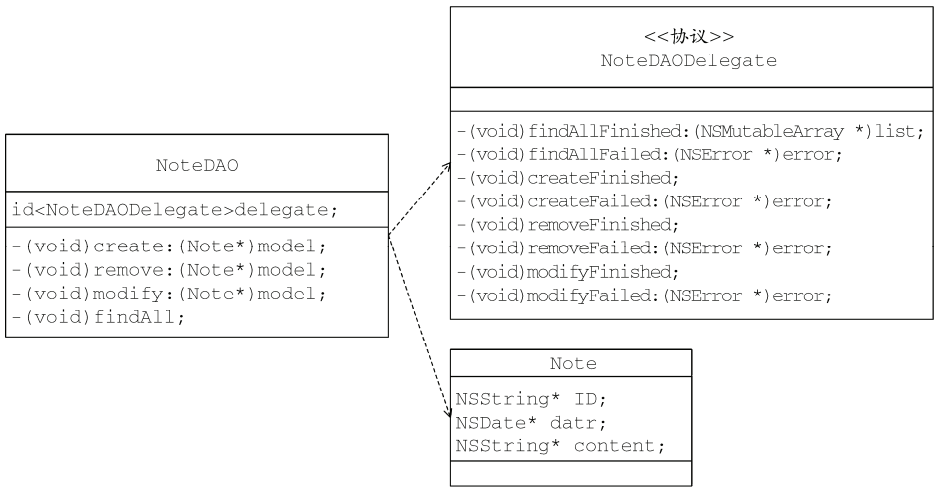 <<协议>>
NoteDAODelegate
-(void)findAllFinished:(NSMutableArray *)list;
-(void)findAllFailed:(NSError *)error;
-(void)createFinished;
-(void)createFailed:(NSError *)error;
-(void)removeFinished;
-(void)removeFailed:(NSError *)error;
-(void)modifyFinished;
-(void)modifyFailed:(NSError *)error;
NoteDAO
id<NoteDAODelegate>delegate;
-(void)create:(Note*)model;
-(void)remove:(Note*)model;
-(void)modify:(Note*)model;
-(void)findAll;
Note
NSString* ID;
NSDate* datr;
NSString* content;